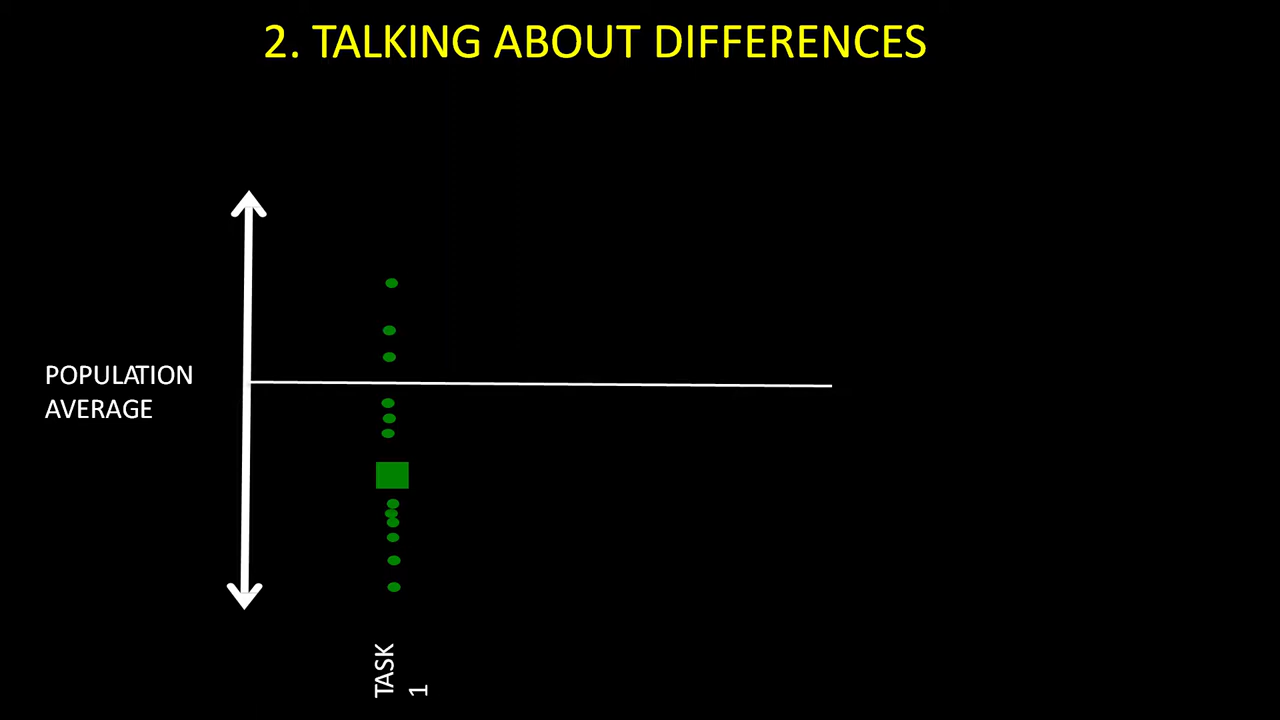 2. TALKING ABOUT DIFFERENCES
POPULATION
AVERAGE
TASK
1